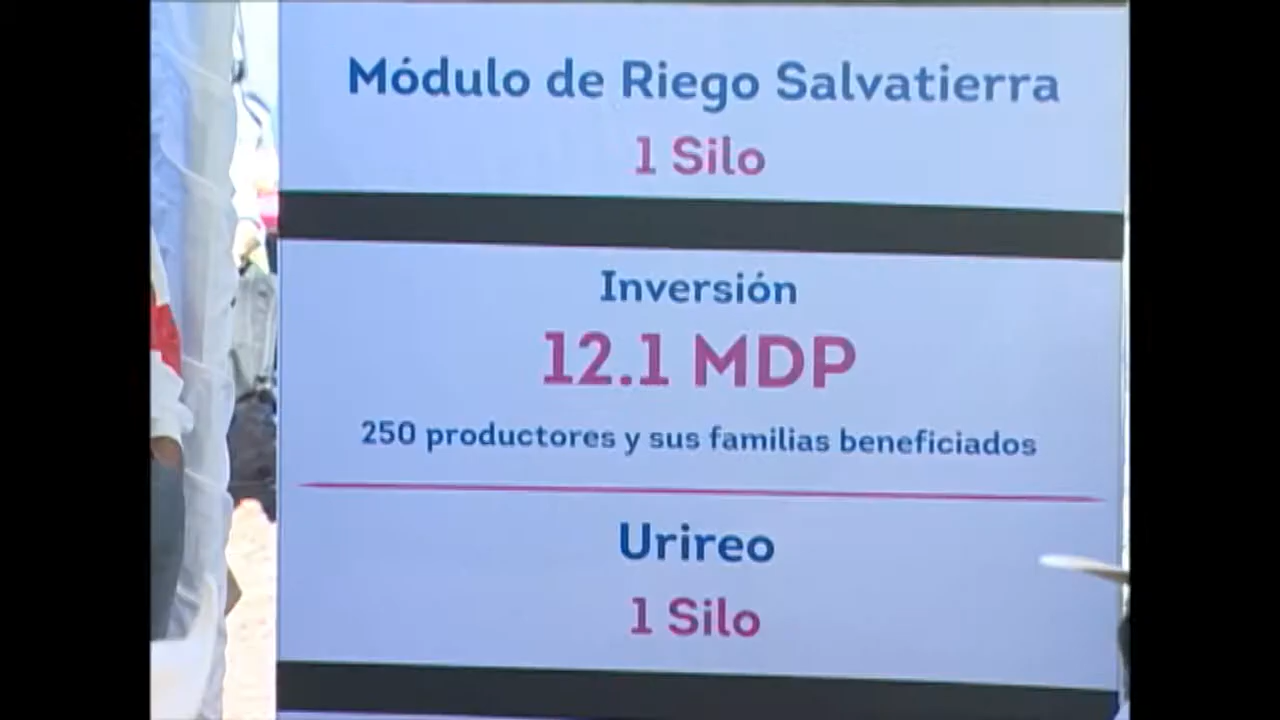 Módulo de Riego Salvatierra
1 Silo
Inversión
12.1 MDP
250 productores y sus familias beneficiados
Urireo
1 Silo